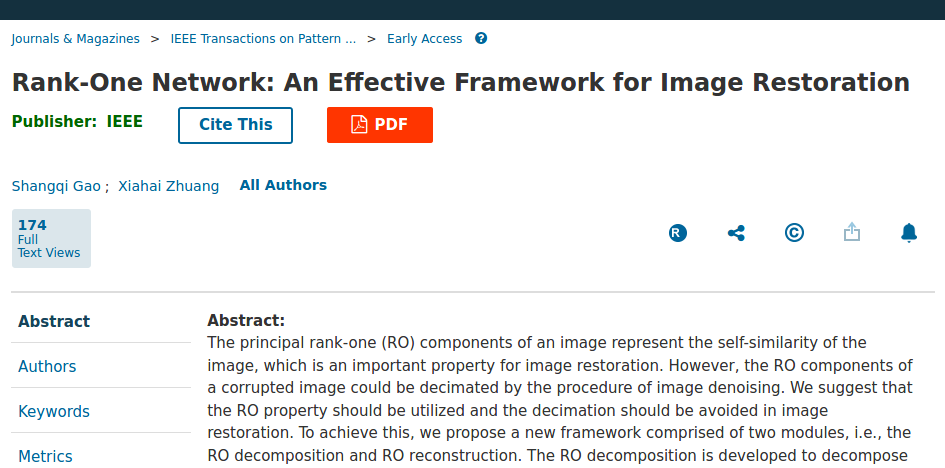 Journals & Magazines > IEEE Transactions on Pattern ... > Early Access ?
Rank-One Network: An Effective Framework for Image Restoration
Publisher: IEEE Cite This PDF
Shangqi Gao ; Xiahai Zhuang All Authors
174
Full
Text Views
R ©
Abstract
Authors
Keywords
Metrics
Abstract:
The principal rank-one (RO) components of an image represent the self-similarity of the
image, which is an important property for image restoration. However, the RO components of
a corrupted image could be decimated by the procedure of image denoising. We suggest that
the RO property should be utilized and the decimation should be avoided in image
restoration. To achieve this, we propose a new framework comprised of two modules, i.e., the
RO decomposition and RO reconstruction. The RO decomposition is developed to decompose